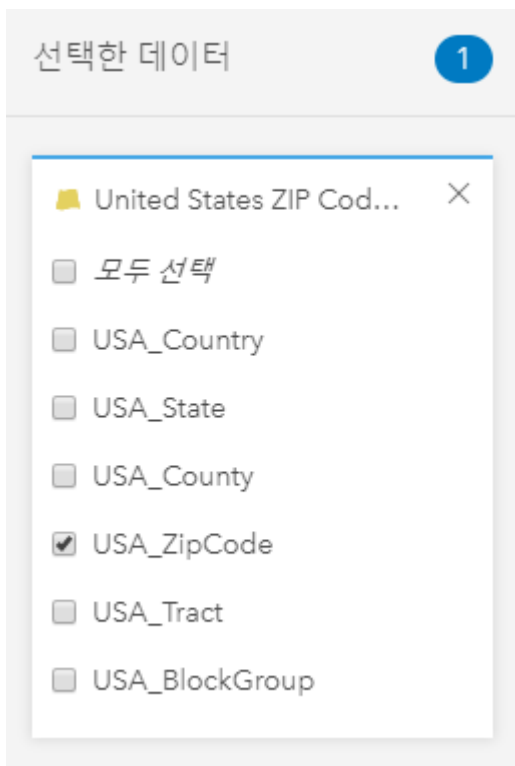 선택한 데이터
1
United States ZIP Cod...
모두 선택
USA_Country
USA_State
USA_County
USA_ZipCode
USA_Tract
USA_BlockGroup